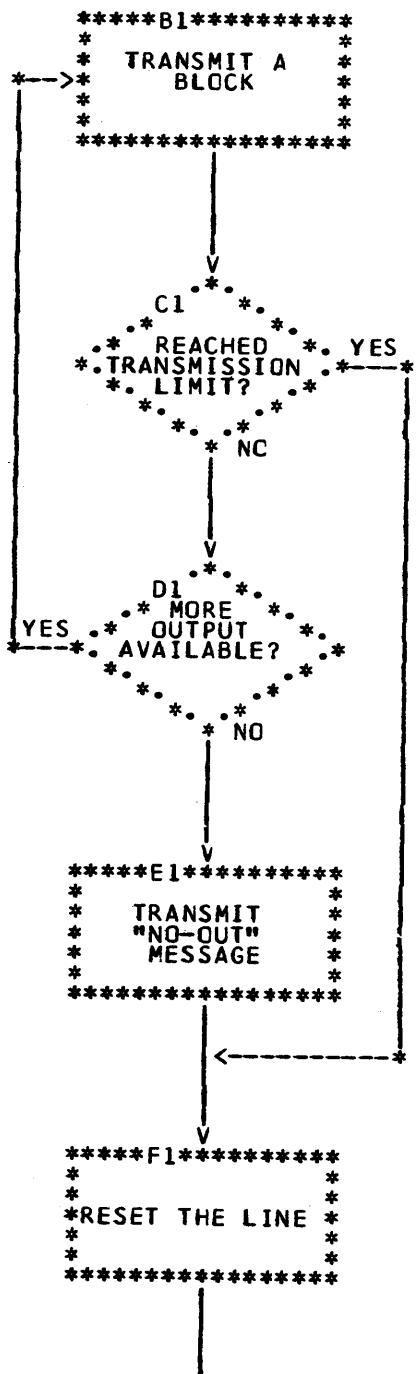 B1
TRANSMIT A
BLOCK
C1
REACHED
TRANSMISSION
LIMIT?
YES
NC
D1
MORE
OUTPUT
AVAILABLE?
YES
NO
E1
TRANSMIT
"NO-OUT"
MESSAGE
F1
RESET THE LINE